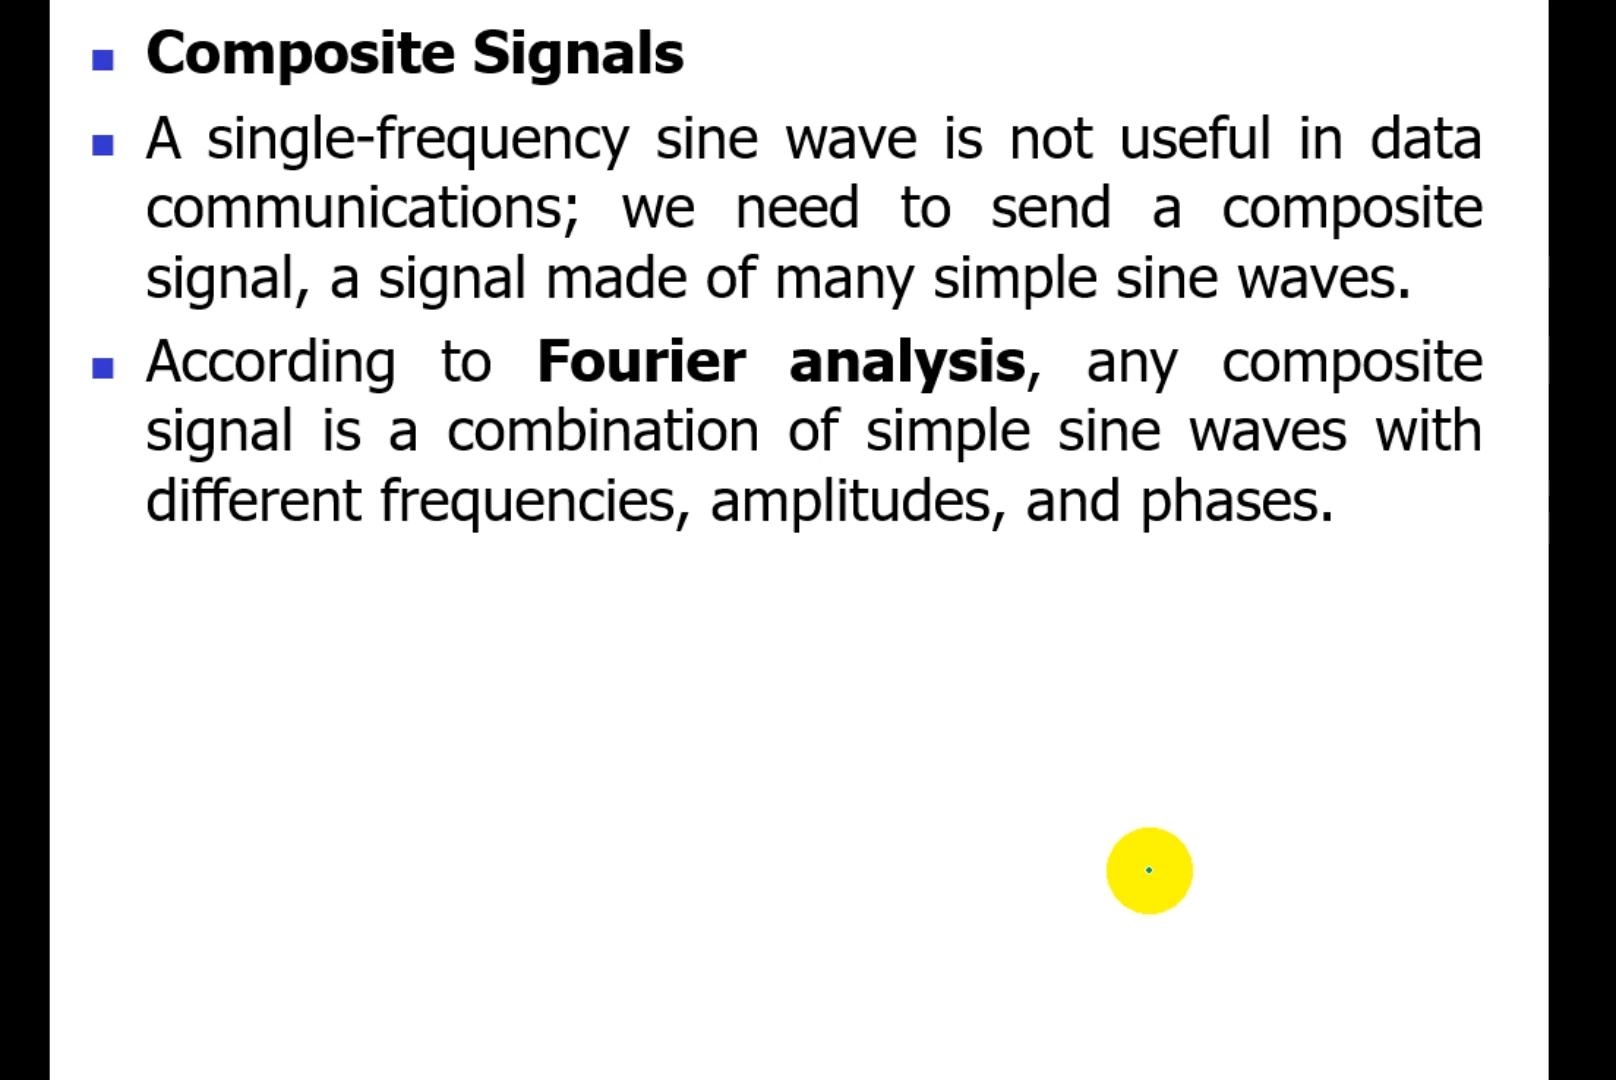 Composite Signals
A single-frequency sine wave is not useful in data
communications; we need to send a composite
signal, a signal made of many simple sine waves.
According to Fourier analysis, any composite
signal is a combination of simple sine waves with
different frequencies, amplitudes, and phases.